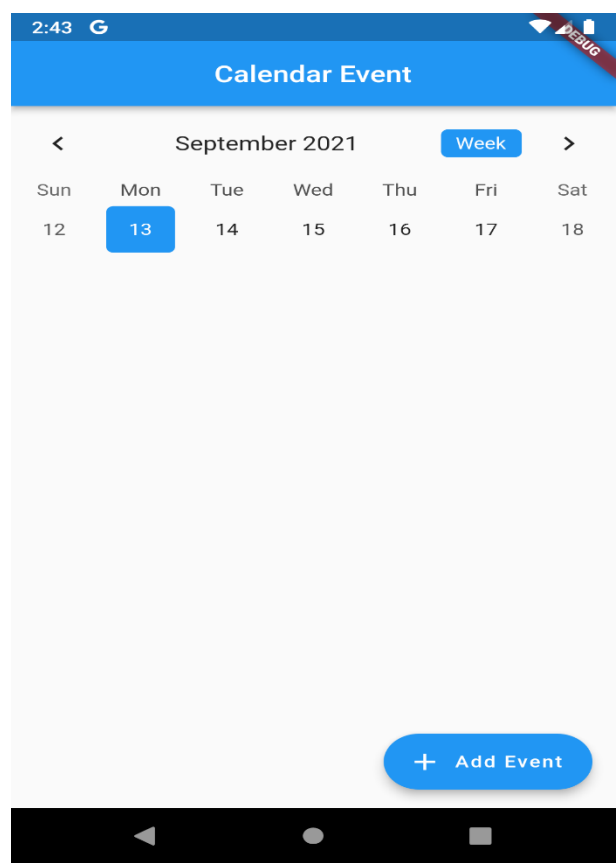 2:43 G
DEBUG
Calendar Event
September 2021 Week
Sun Mon Tue Wed Thu Fri Sat
12 13 14 15 16 17 18
+ Add Event